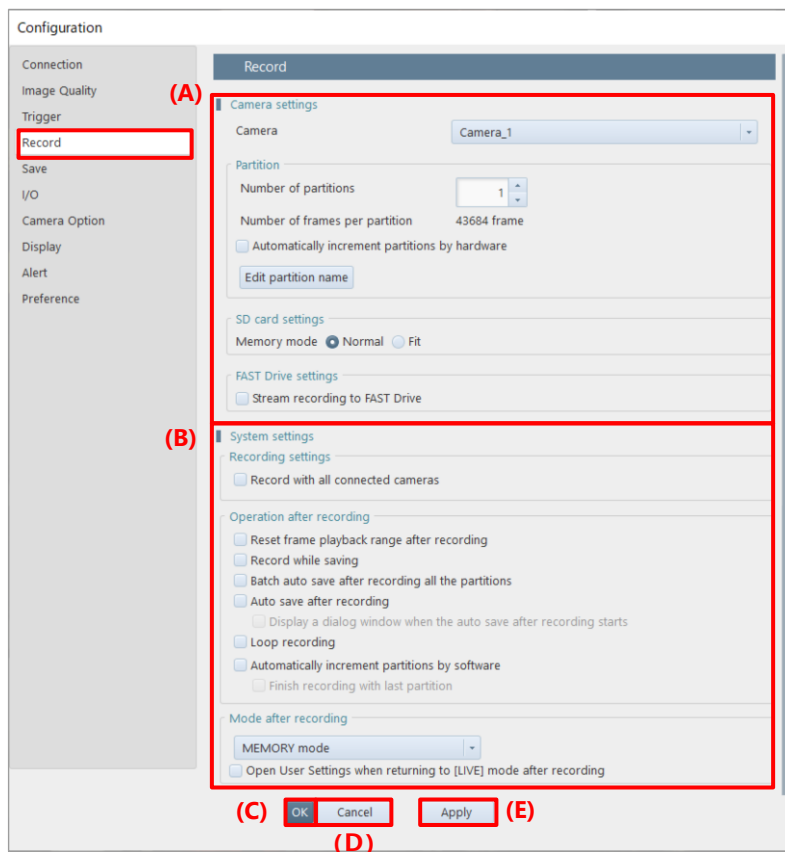 Configuration
Connection
Image Quality
Trigger
Record
Save
I/O
Camera Option
Display
Alert
Preference
Record
(A)
Camera settings
Camera Camera_1
Partition
Number of partitions 1
Number of frames per partition 43684 frame
Automatically increment partitions by hardware
Edit partition name
SD card settings
Memory mode Normal Fit
FAST Drive settings
Stream recording to FAST Drive
(B)
System settings
Recording settings
Record with all connected cameras
Operation after recording
Reset frame playback range after recording
Record while saving
Batch auto save after recording all the partitions
Auto save after recording
Display a dialog window when the auto save after recording starts
Loop recording
Automatically increment partitions by software
Finish recording with last partition
Mode after recording
MEMORY mode
Open User Settings when returning to [LIVE] mode after recording
(C) OK Cancel Apply (E)
(D)